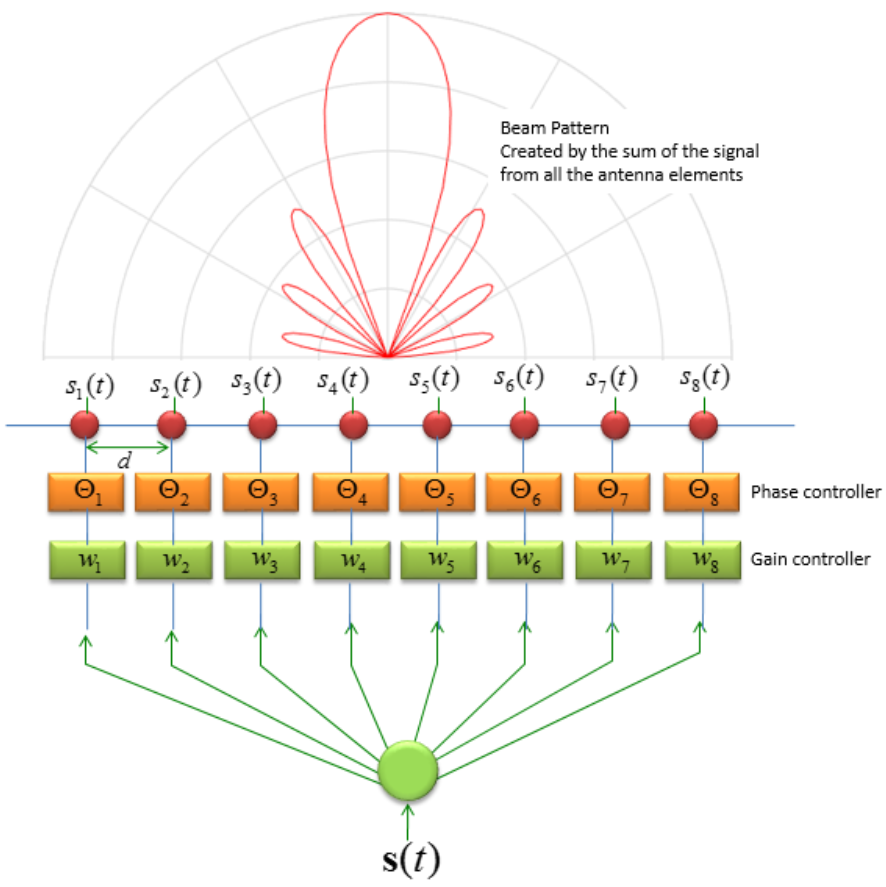 Beam Pattern
Created by the sum of the signal
from all the antenna elements
s₁(t) s₂(t) s₃(t) s₄(t) s₅(t) s₆(t) s₇(t) s₈(t)
d
Θ₁ Θ₂ Θ₃ Θ₄ Θ₅ Θ₆ Θ₇ Θ₈ Phase controller
w₁ w₂ w₃ w₄ w₅ w₆ w₇ w₈ Gain controller
s(t)